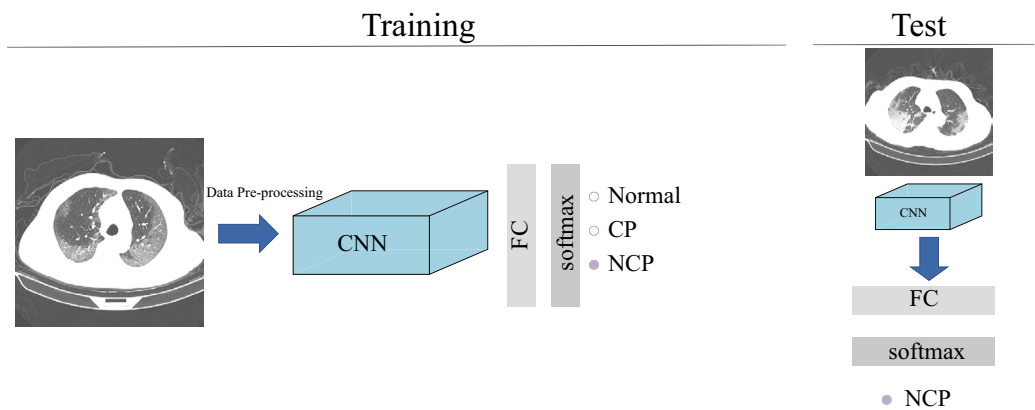 Training
Data Pre-processing
CNN
FC
softmax
Normal
CP
NCP
Test
CNN
FC
softmax
NCP